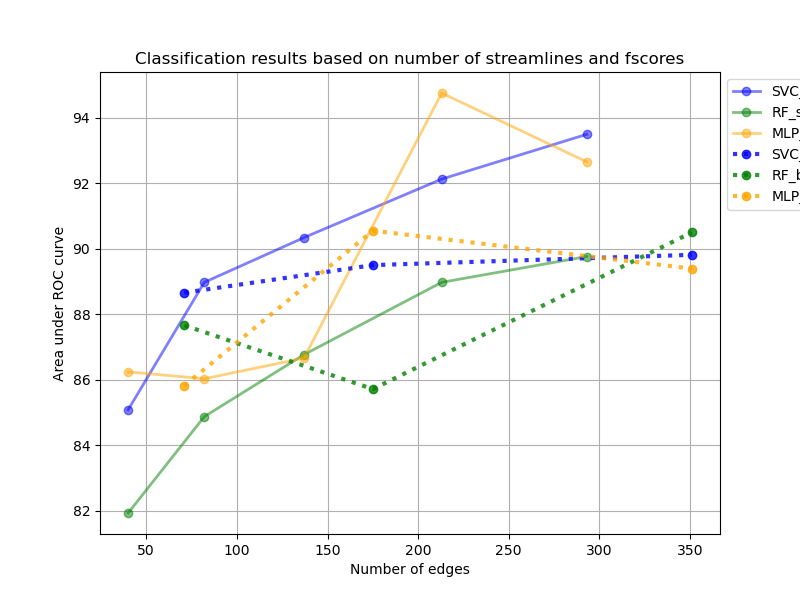 Classification results based on number of streamlines and fscores
94
92
90
88
86
84
82
Area under ROC curve
50 100 150 200 250 300 350
Number of edges
SVC_
RF_s
MLP_
SVC_
RF_b
MLP_